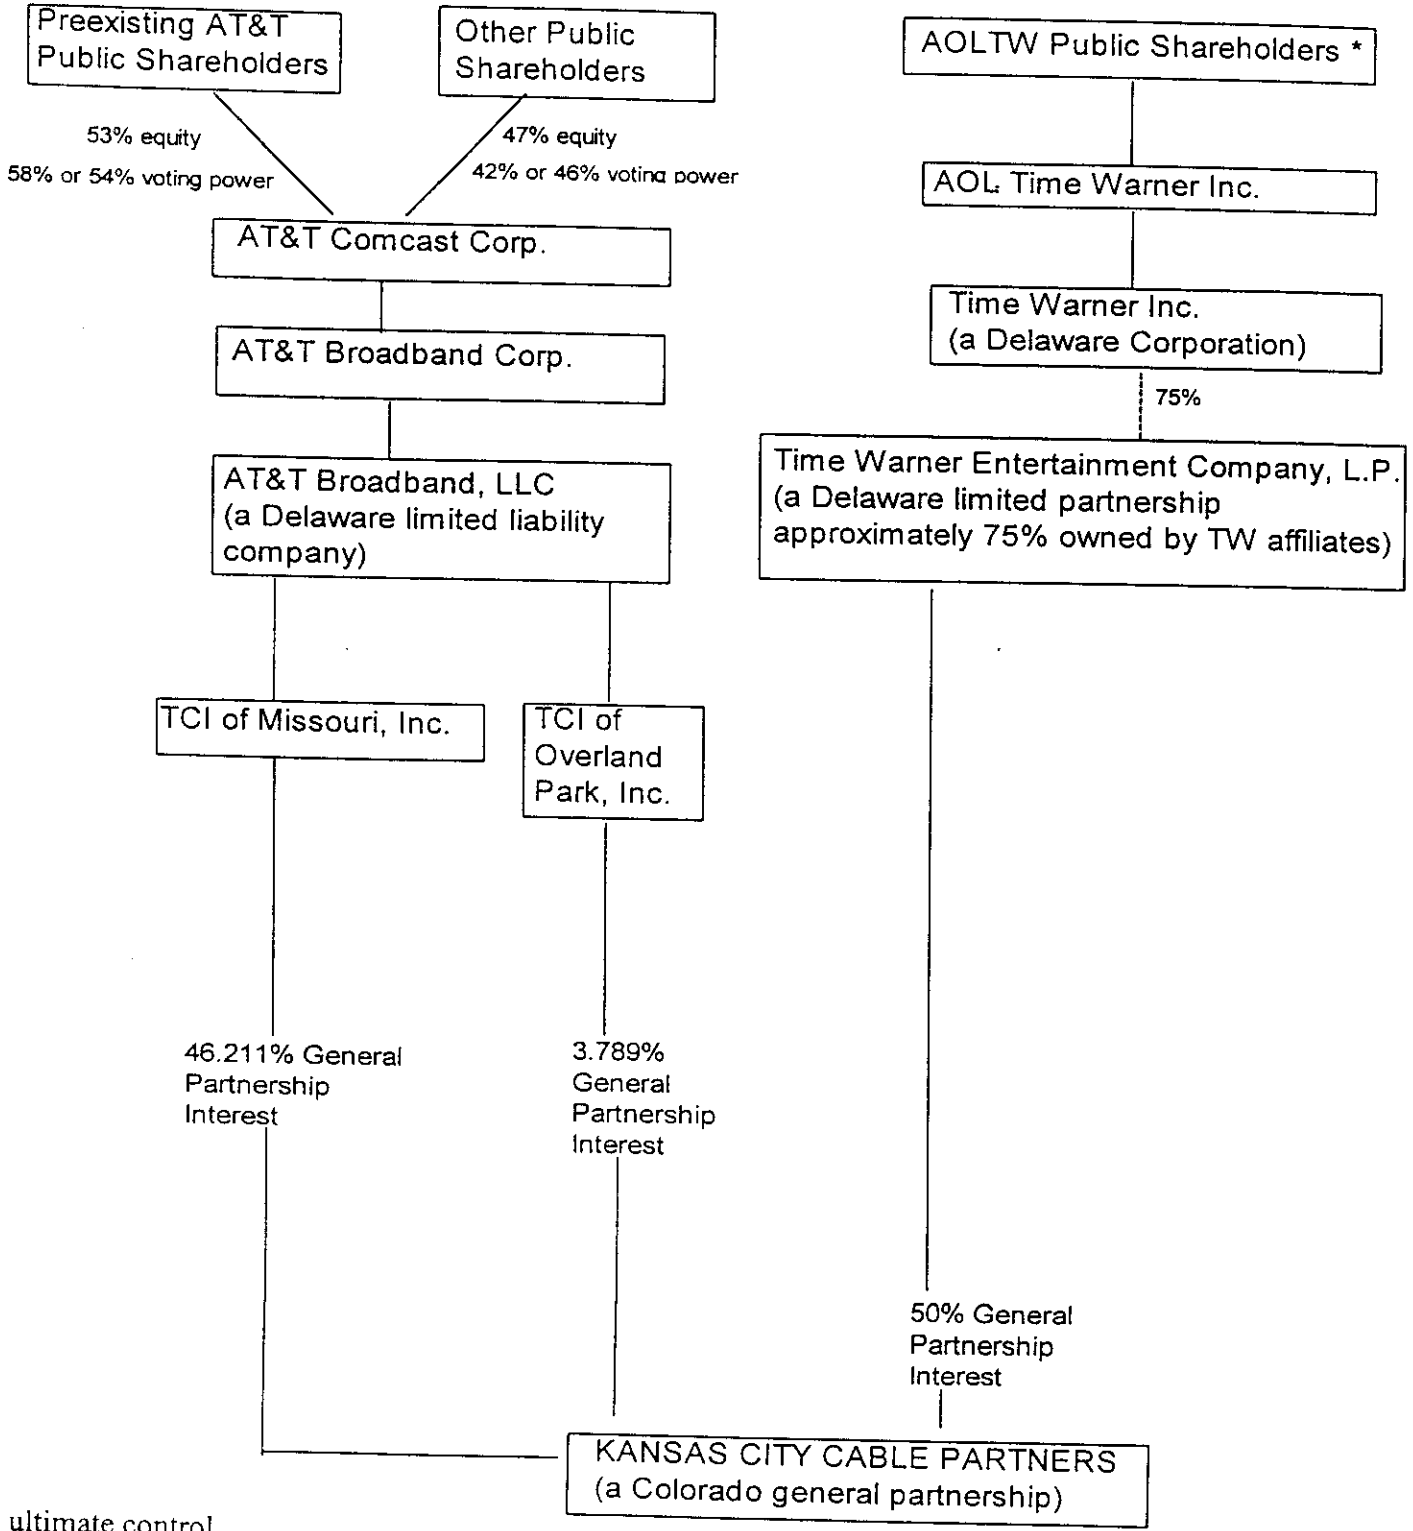 Preexisting AT&T
Public Shareholders
Other Public
Shareholders
AOLTW Public Shareholders *
53% equity
58% or 54% voting power
47% equity
42% or 46% voting power
AOL Time Warner Inc.
AT&T Comcast Corp.
Time Warner Inc.
(a Delaware Corporation)
AT&T Broadband Corp.
75%
AT&T Broadband, LLC
(a Delaware limited liability
company)
Time Warner Entertainment Company, L.P.
(a Delaware limited partnership
approximately 75% owned by TW affiliates)
TCI of Missouri, Inc.
TCI of
Overland
Park, Inc.
46.211% General
Partnership
Interest
3.789%
General
Partnership
Interest
50% General
Partnership
Interest
KANSAS CITY CABLE PARTNERS
(a Colorado general partnership)
ultimate control